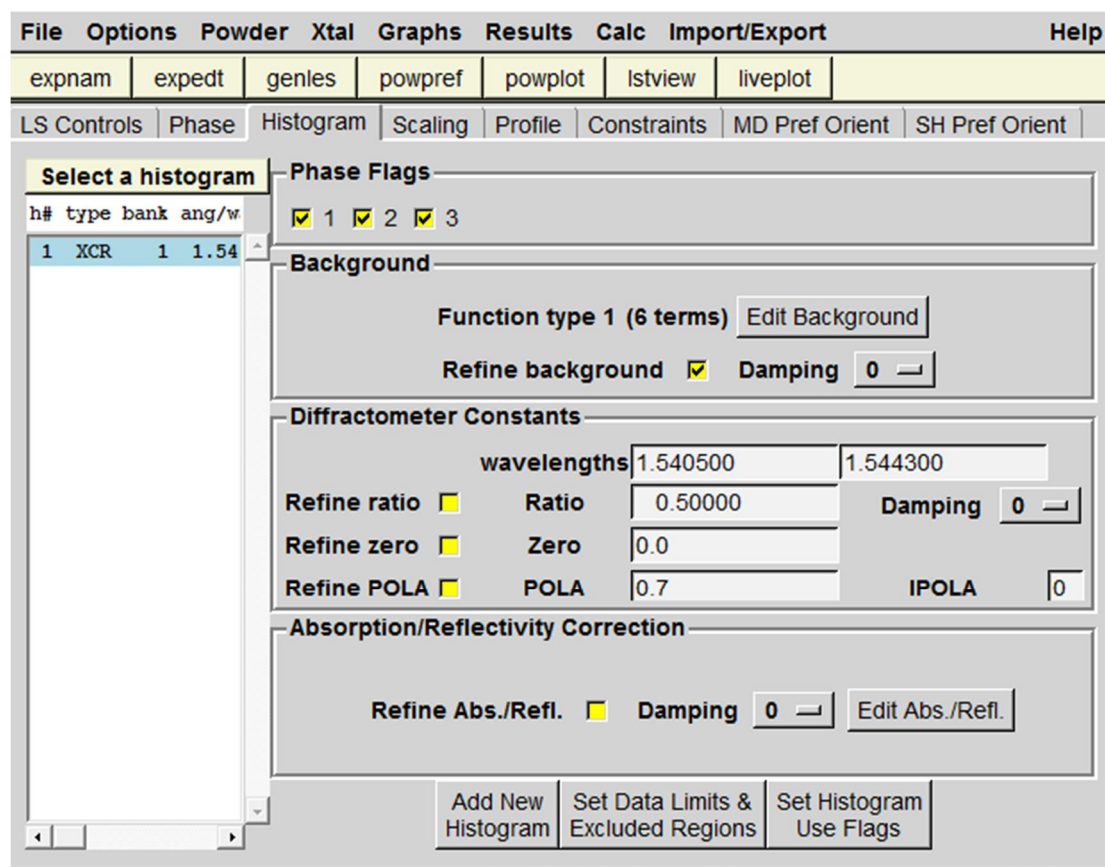 File Options Powder Xtal Graphs Results Calc Import/Export Help
expnam expedt genles powpref powplot lstview liveplot
LS Controls Phase Histogram Scaling Profile Constraints MD Pref Orient SH Pref Orient
Select a histogram
h# type bank ang/w
1 XCR 1 1.54
Phase Flags
1 2 3
Background
Function type 1 (6 terms) Edit Background
Refine background Damping 0
Diffractometer Constants
wavelengths 1.540500 1.544300
Refine ratio Ratio 0.50000 Damping 0
Refine zero Zero 0.0
Refine POLA POLA 0.7 IPOLA 0
Absorption/Reflectivity Correction
Refine Abs./Refl. Damping 0 Edit Abs./Refl.
Add New
Histogram
Set Data Limits &
Excluded Regions
Set Histogram
Use Flags